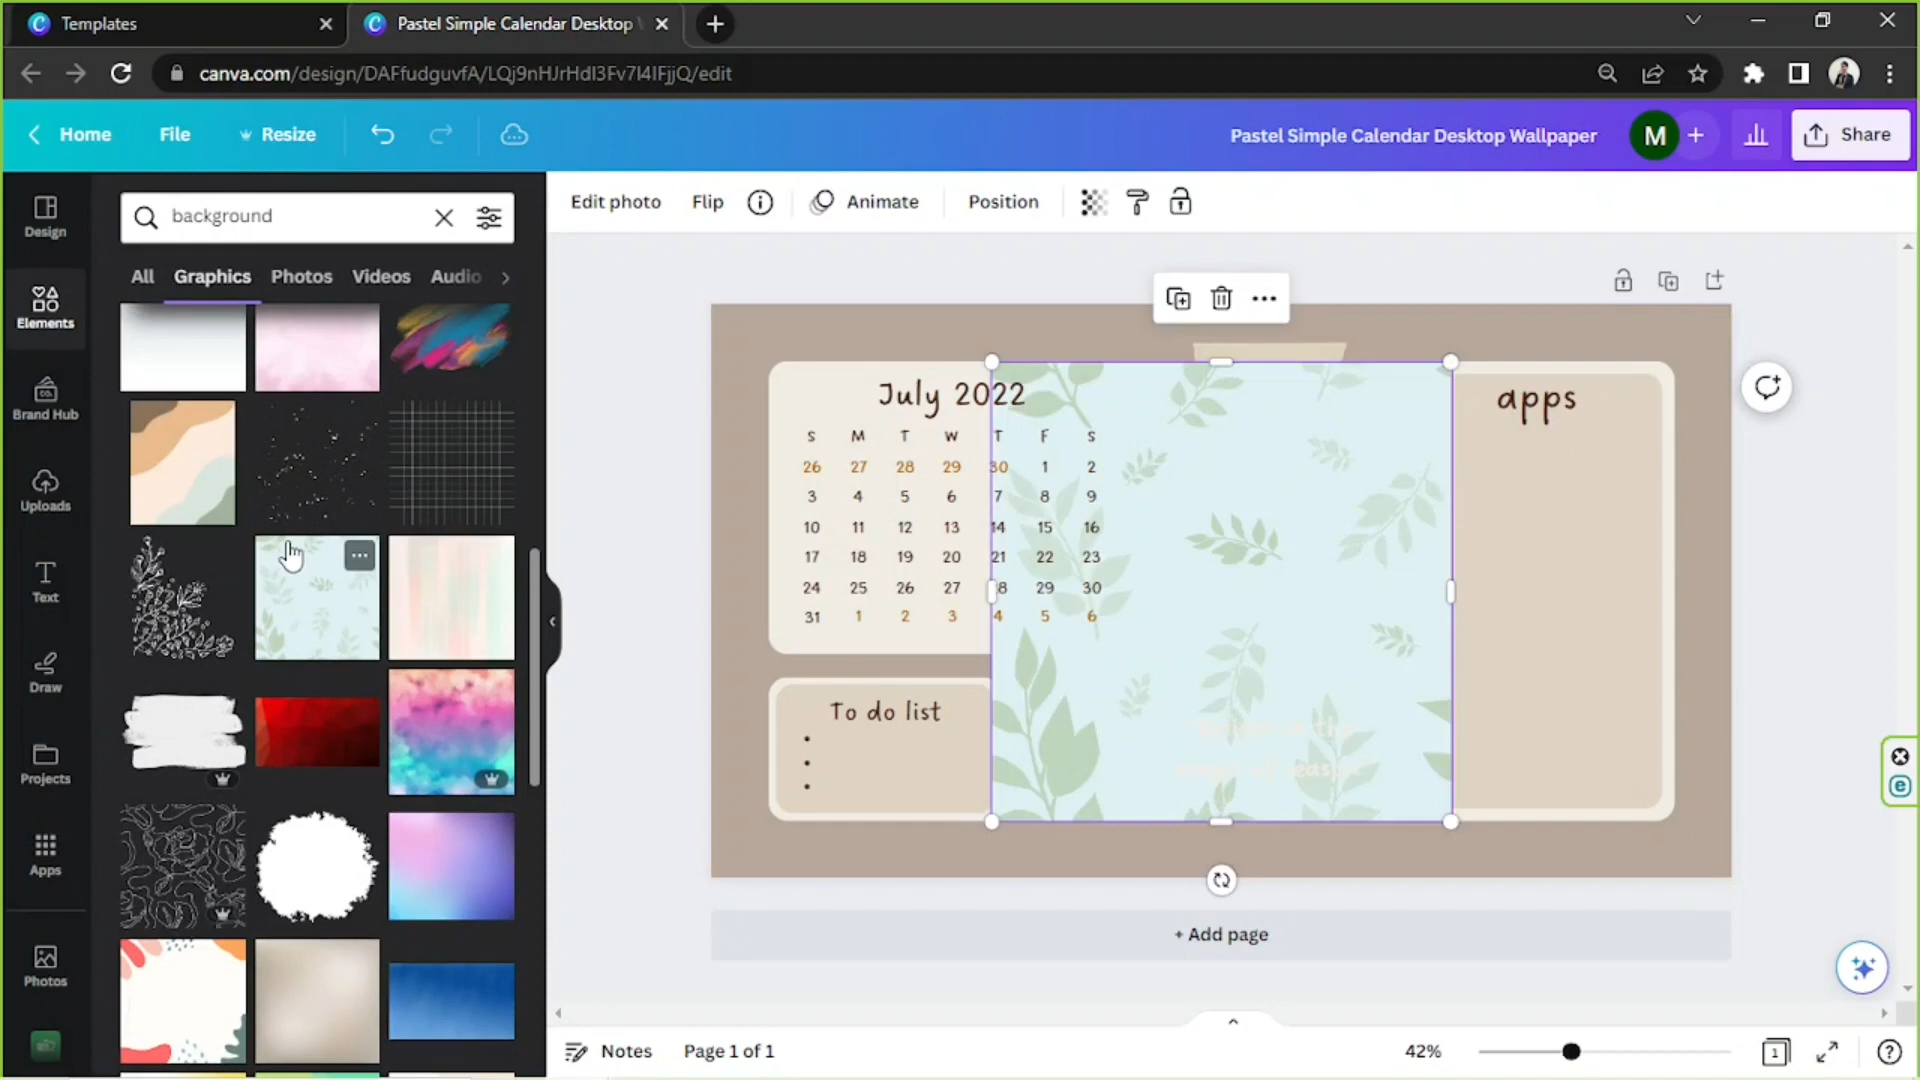 Templates
Pastel Simple Calendar Desktop
canva.com/design/DAFfudguvfA/LQj9nHJrHdI3Fv7I4IFjjQ/edit
Home
File
Resize
Pastel Simple Calendar Desktop Wallpaper
M
Share
Design
Elements
Brand Hub
Uploads
Text
Draw
Projects
Apps
Photos
background
All
Graphics
Photos
Videos
Audio
Edit photo
Flip
Animate
Position
July 2022
S M T W T F S
26 27 28 29 30 1 2
3 4 5 6 7 8 9
10 11 12 13 14 15 16
17 18 19 20 21 22 23
24 25 26 27 8 29 30
31 1 2 3 4 5 6
To do list
apps
+ Add page
Notes
Page 1 of 1
42%
1